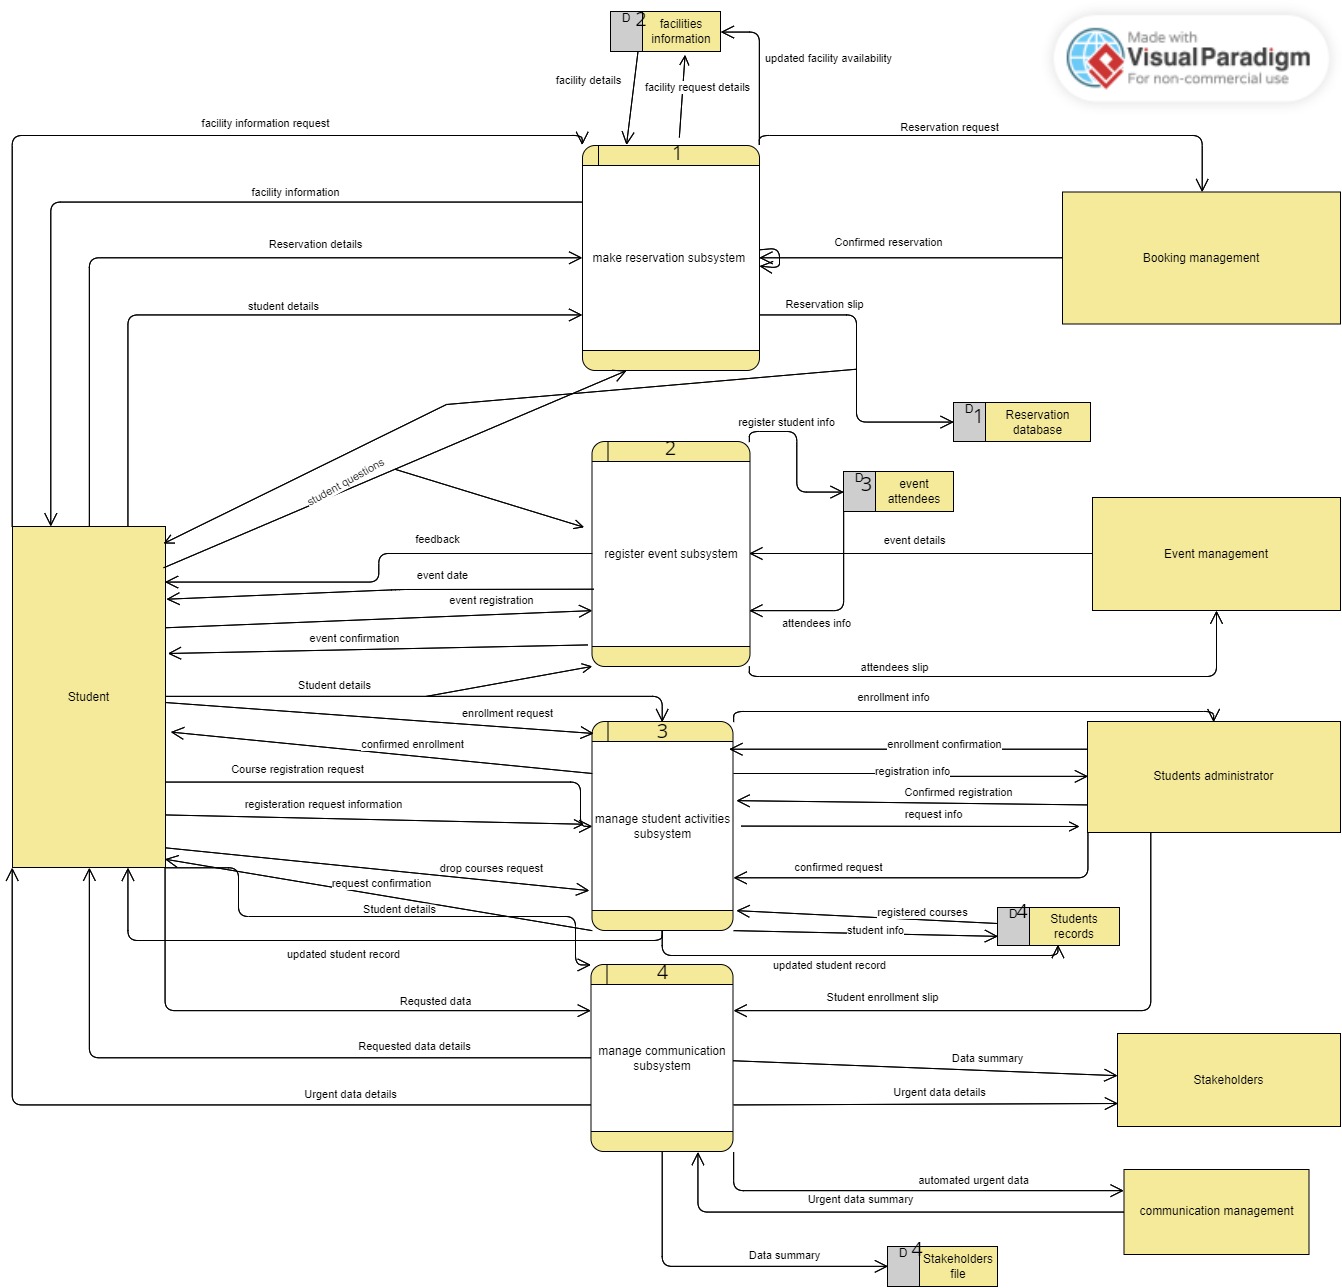 D 2
facilities
information
Made with
Visual Paradigm
For non-commercial use
updated facility availability
facility details
facility request details
facility information request
Reservation request
1
facility information
Reservation details
Confirmed reservation
make reservation subsystem
Booking management
student details
Reservation slip
D 1
Reservation
database
register student info
2
student questions
D 3
event
attendees
feedback
event details
register event subsystem
Event management
event date
event registration
attendees info
event confirmation
attendees slip
Student details
Student
enrollment info
enrollment request
3
confirmed enrollment
enrollment confirmation
Course registration request
registration info
Students administrator
Confirmed registration
registeration request information
request info
manage student activities
subsystem
drop courses request
confirmed request
request confirmation
Student details
registered courses
D 4
Students
records
student info
updated student record
updated student record
4
Requsted data
Student enrollment slip
Requested data details
manage communication
subsystem
Data summary
Stakeholders
Urgent data details
Urgent data details
automated urgent data
Urgent data summary
communication management
Data summary
D 4
Stakeholders
file